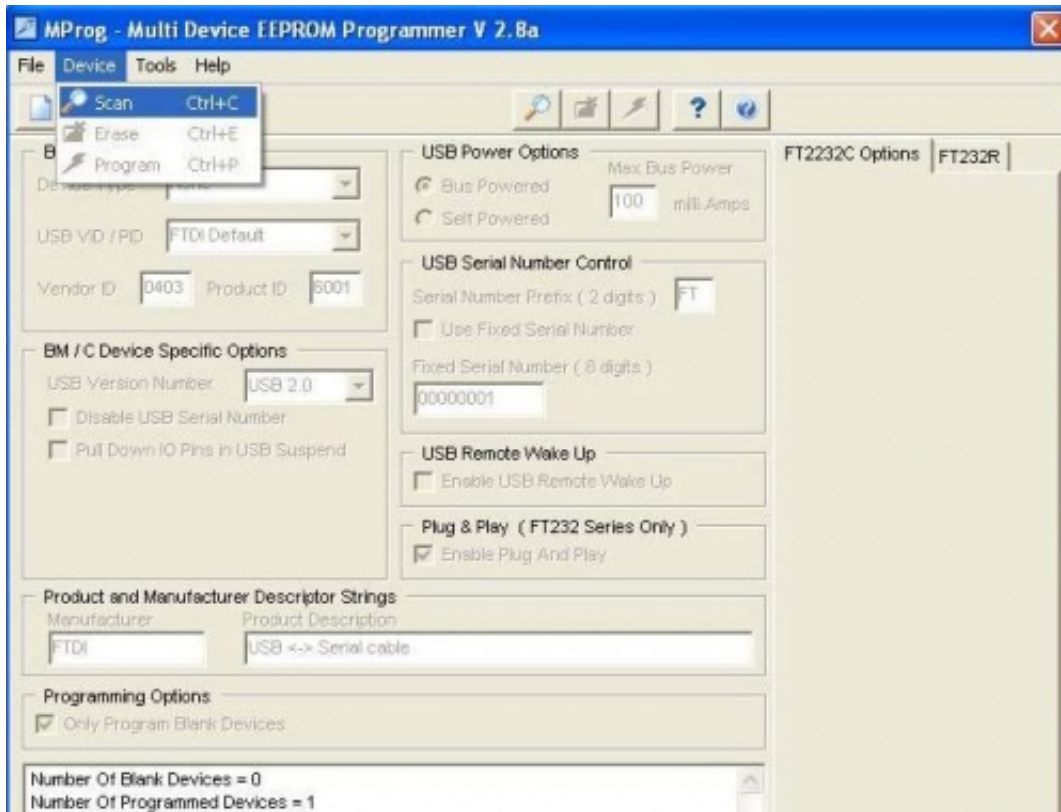 MProg - Multi Device EEPROM Programmer V 2.8a
File Device Tools Help
Scan Ctrl+C
Erase Ctrl+E
Program Ctrl+P
USB VID / PID FTDI Default
Vendor ID 0403 Product ID 6001
BM / C Device Specific Options
USB Version Number USB 2.0
Disable USB Serial Number
Pull Down IO Pins in USB Suspend
USB Power Options
Max Bus Power
Bus Powered
100 milli Amps
Self Powered
USB Serial Number Control
Serial Number Prefix ( 2 digits ) FT
Use Fixed Serial Number
Fixed Serial Number ( 8 digits )
00000001
USB Remote Wake Up
Enable USB Remote Wake Up
Plug & Play ( FT232 Series Only )
Enable Plug And Play
FT2232C Options FT232R
Product and Manufacturer Descriptor Strings
Manufacturer Product Description
FTDI USB <-> Serial cable
Programming Options
Only Program Blank Devices
Number Of Blank Devices = 0
Number Of Programmed Devices = 1